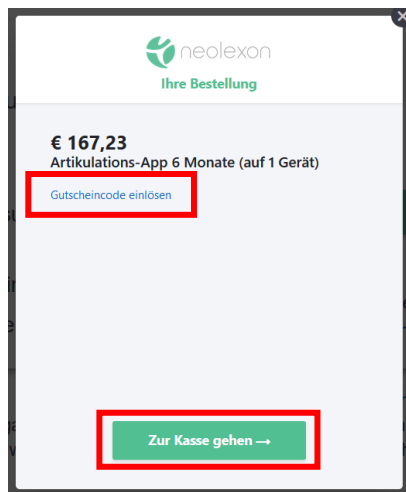 neolexon
Ihre Bestellung
€ 167,23
Artikulations-App 6 Monate (auf 1 Gerät)
Gutscheincode einlösen
Zur Kasse gehen →